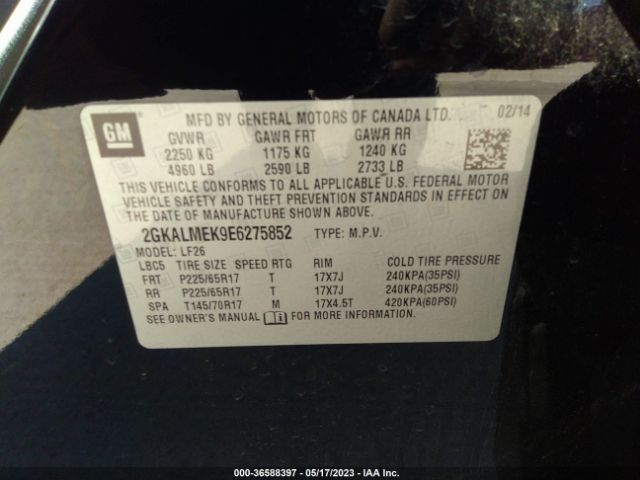 MFD BY GENERAL MOTORS OF CANADA LTD. 02/14
GM
GVWR GAWR FRT GAWR RR
2250 KG 1175 KG 1240 KG
4960 LB 2590 LB 2733 LB
THIS VEHICLE CONFORMS TO ALL APPLICABLE U.S. FEDERAL MOTOR
VEHICLE SAFETY AND THEFT PREVENTION STANDARDS IN EFFECT ON
THE DATE OF MANUFACTURE SHOWN ABOVE.
2GKALMEK9E6275852 TYPE: M.P.V.
MODEL: LF26
LBC5 TIRE SIZE SPEED RTG RIM COLD TIRE PRESSURE
FRT P225/65R17 T 17X7J 240KPA(35PSI)
RR P225/65R17 T 17X7J 240KPA(35PSI)
SPA T145/70R17 M 17X4.5T 420KPA(60PSI)
SEE OWNER'S MANUAL FOR MORE INFORMATION.
000-36588397 - 05/17/2023 - IAA Inc.